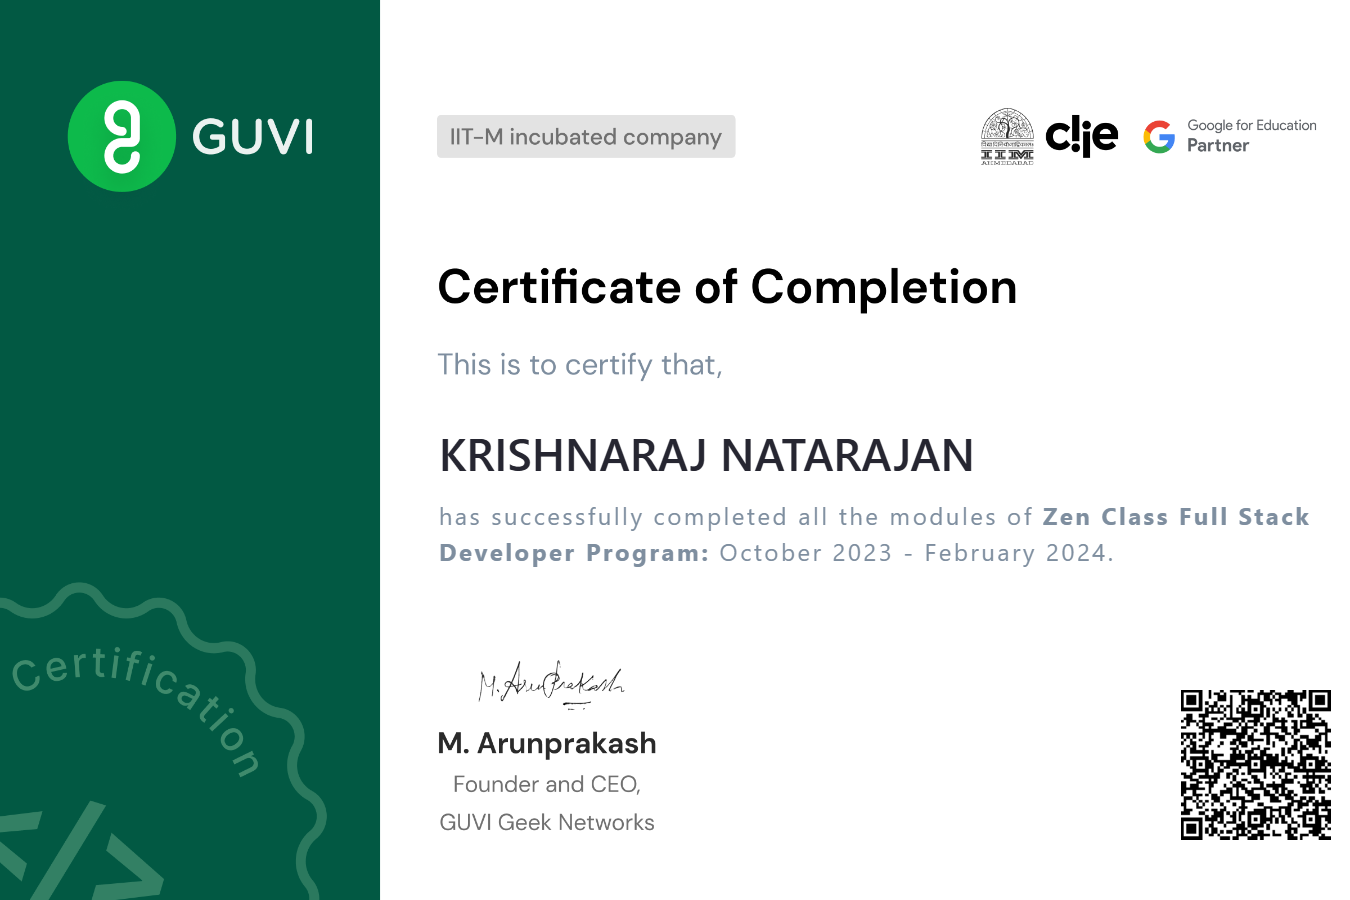 GUVI
IIT-M incubated company
IIM
AHMEDABAD
c!ie
Google for Education
Partner
Certificate of Completion
This is to certify that,
KRISHNARAJ NATARAJAN
has successfully completed all the modules of Zen Class Full Stack
Developer Program: October 2023 - February 2024.
M. ArunPrakash
M. Arunprakash
Founder and CEO,
GUVI Geek Networks
Certification
</>